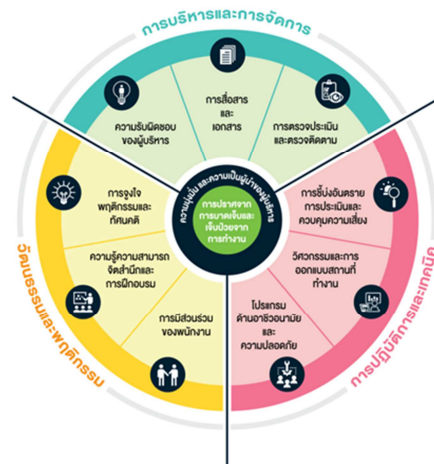 การบริหารและการจัดการ
ความรับผิดชอบ
ของผู้บริหาร
การสื่อสาร
และ
เอกสาร
การตรวจประเมิน
และตรวจติดตาม
การจูงใจ
พฤติกรรมและ
ทัศนคติ
ความรู้ความสามารถ
จิตสำนึกและ
การฝึกอบรม
การมีส่วนร่วม
ของพนักงาน
วัฒนธรรมและพฤติกรรม
ความมุ่งมั่น และความเป็นผู้นำของผู้บริหาร
การปราศจาก
การบาดเจ็บและ
เจ็บป่วยจาก
การทำงาน
การชี้บ่งอันตราย
การประเมินและ
ควบคุมความเสี่ยง
วิศวกรรมและการ
ออกแบบสถานที่
ทำงาน
โปรแกรม
ด้านอาชีวอนามัย
และ
ความปลอดภัย
การปฏิบัติการและเทคนิค